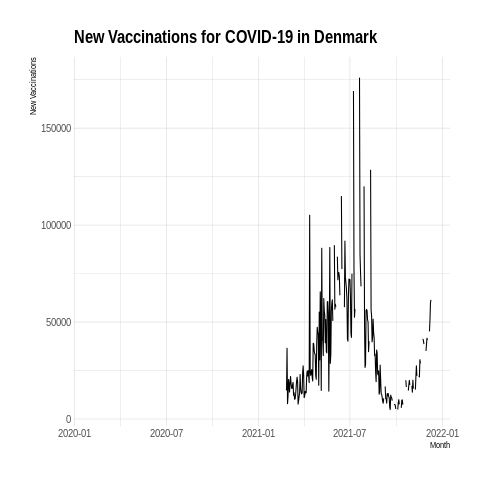 New Vaccinations for COVID-19 in Denmark
New Vaccinations
150000
100000
50000
0
2020-01 2020-07 2021-01 2021-07 2022-01
Month